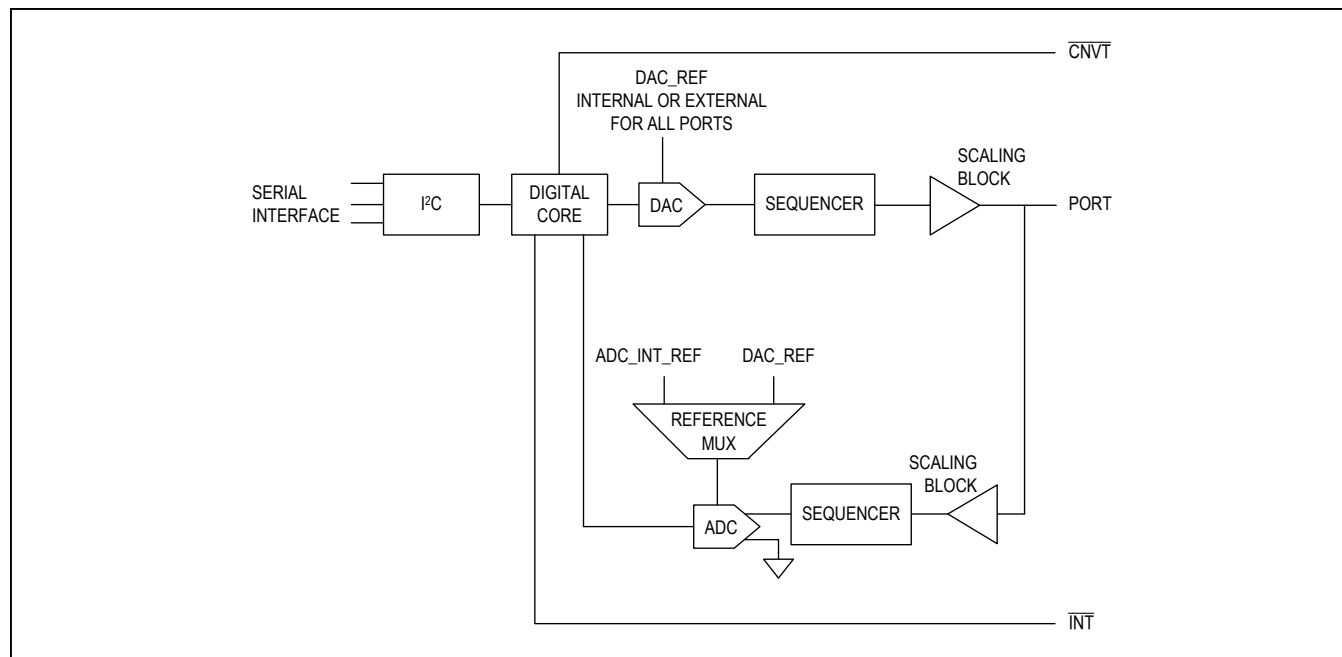 CNVT
DAC_REF
INTERNAL OR EXTERNAL
FOR ALL PORTS
SCALING
BLOCK
SERIAL
INTERFACE
I²C
DIGITAL
CORE
DAC
SEQUENCER
PORT
ADC_INT_REF
DAC_REF
REFERENCE
MUX
SCALING
BLOCK
ADC
SEQUENCER
INT